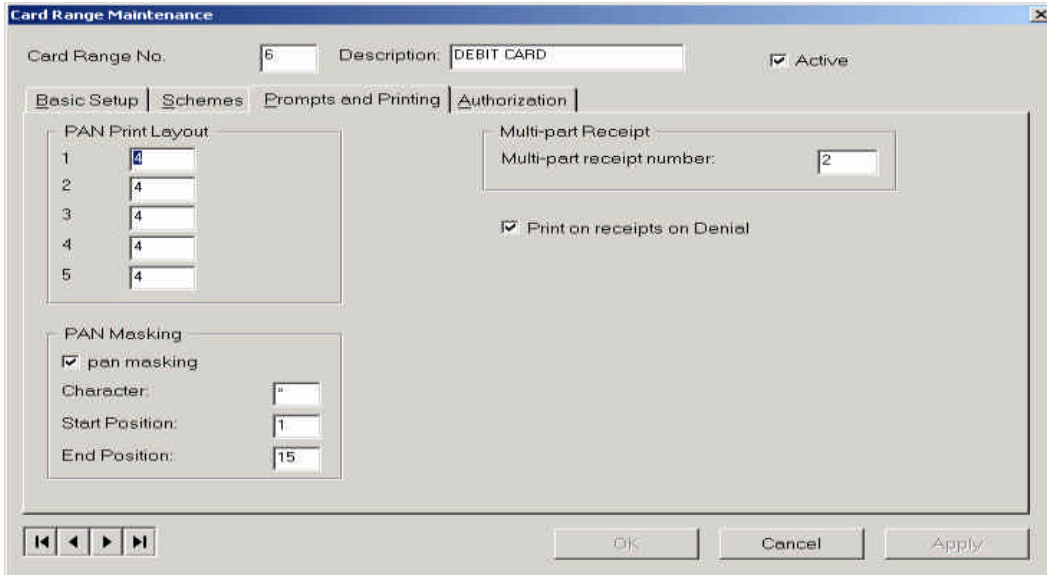 Card Range Maintenance
Card Range No. 6 Description: DEBIT CARD Active
Basic Setup Schemes Prompts and Printing Authorization
PAN Print Layout
1 4
2 4
3 4
4 4
5 4
Multi-part Receipt
Multi-part receipt number: 2
Print on receipts on Denial
PAN Masking
pan masking
Character: *
Start Position: 1
End Position: 15
OK Cancel Apply